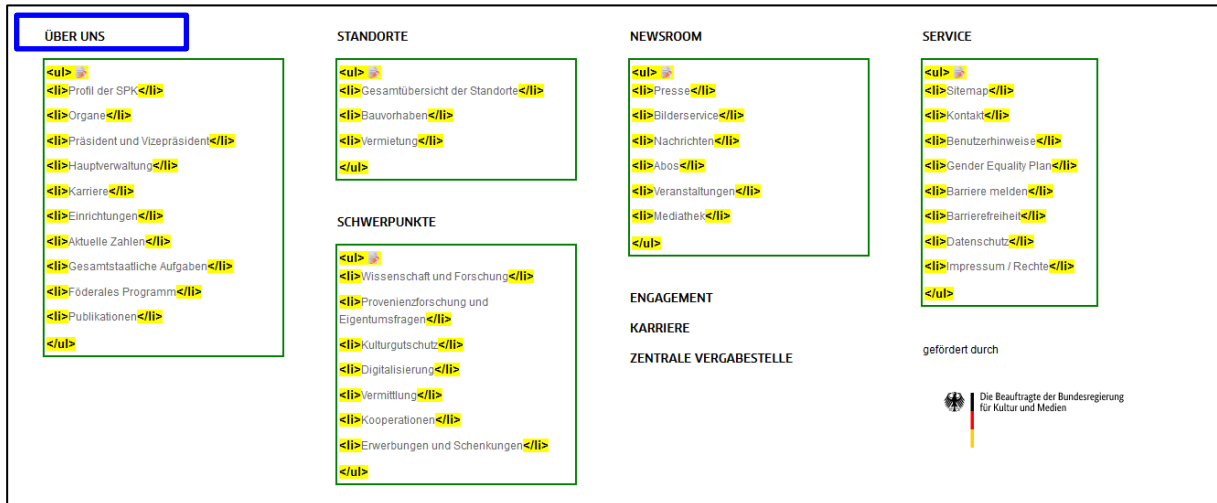 ÜBER UNS
<ul>
<li>Profil der SPK</li>
<li>Organe</li>
<li>Präsident und Vizepräsident</li>
<li>Hauptverwaltung</li>
<li>Karriere</li>
<li>Einrichtungen</li>
<li>Aktuelle Zahlen</li>
<li>Gesamtstaatliche Aufgaben</li>
<li>Föderales Programm</li>
<li>Publikationen</li>
</ul>
STANDORTE
<ul>
<li>Gesamtübersicht der Standorte</li>
<li>Bauvorhaben</li>
<li>Vermietung</li>
</ul>
SCHWERPUNKTE
<ul>
<li>Wissenschaft und Forschung</li>
<li>Provenienzforschung und
Eigentumsfragen</li>
<li>Kulturgutschutz</li>
<li>Digitalisierung</li>
<li>Vermittlung</li>
<li>Kooperationen</li>
<li>Erwerbungen und Schenkungen</li>
</ul>
NEWSROOM
<ul>
<li>Presse</li>
<li>Bilderservice</li>
<li>Nachrichten</li>
<li>Abos</li>
<li>Veranstaltungen</li>
<li>Mediathek</li>
</ul>
ENGAGEMENT
KARRIERE
ZENTRALE VERGABESTELLE
SERVICE
<ul>
<li>Sitemap</li>
<li>Kontakt</li>
<li>Benutzerhinweise</li>
<li>Gender Equality Plan</li>
<li>Barriere melden</li>
<li>Barrierefreiheit</li>
<li>Datenschutz</li>
<li>Impressum / Rechte</li>
</ul>
gefördert durch
Die Beauftragte der Bundesregierung
für Kultur und Medien